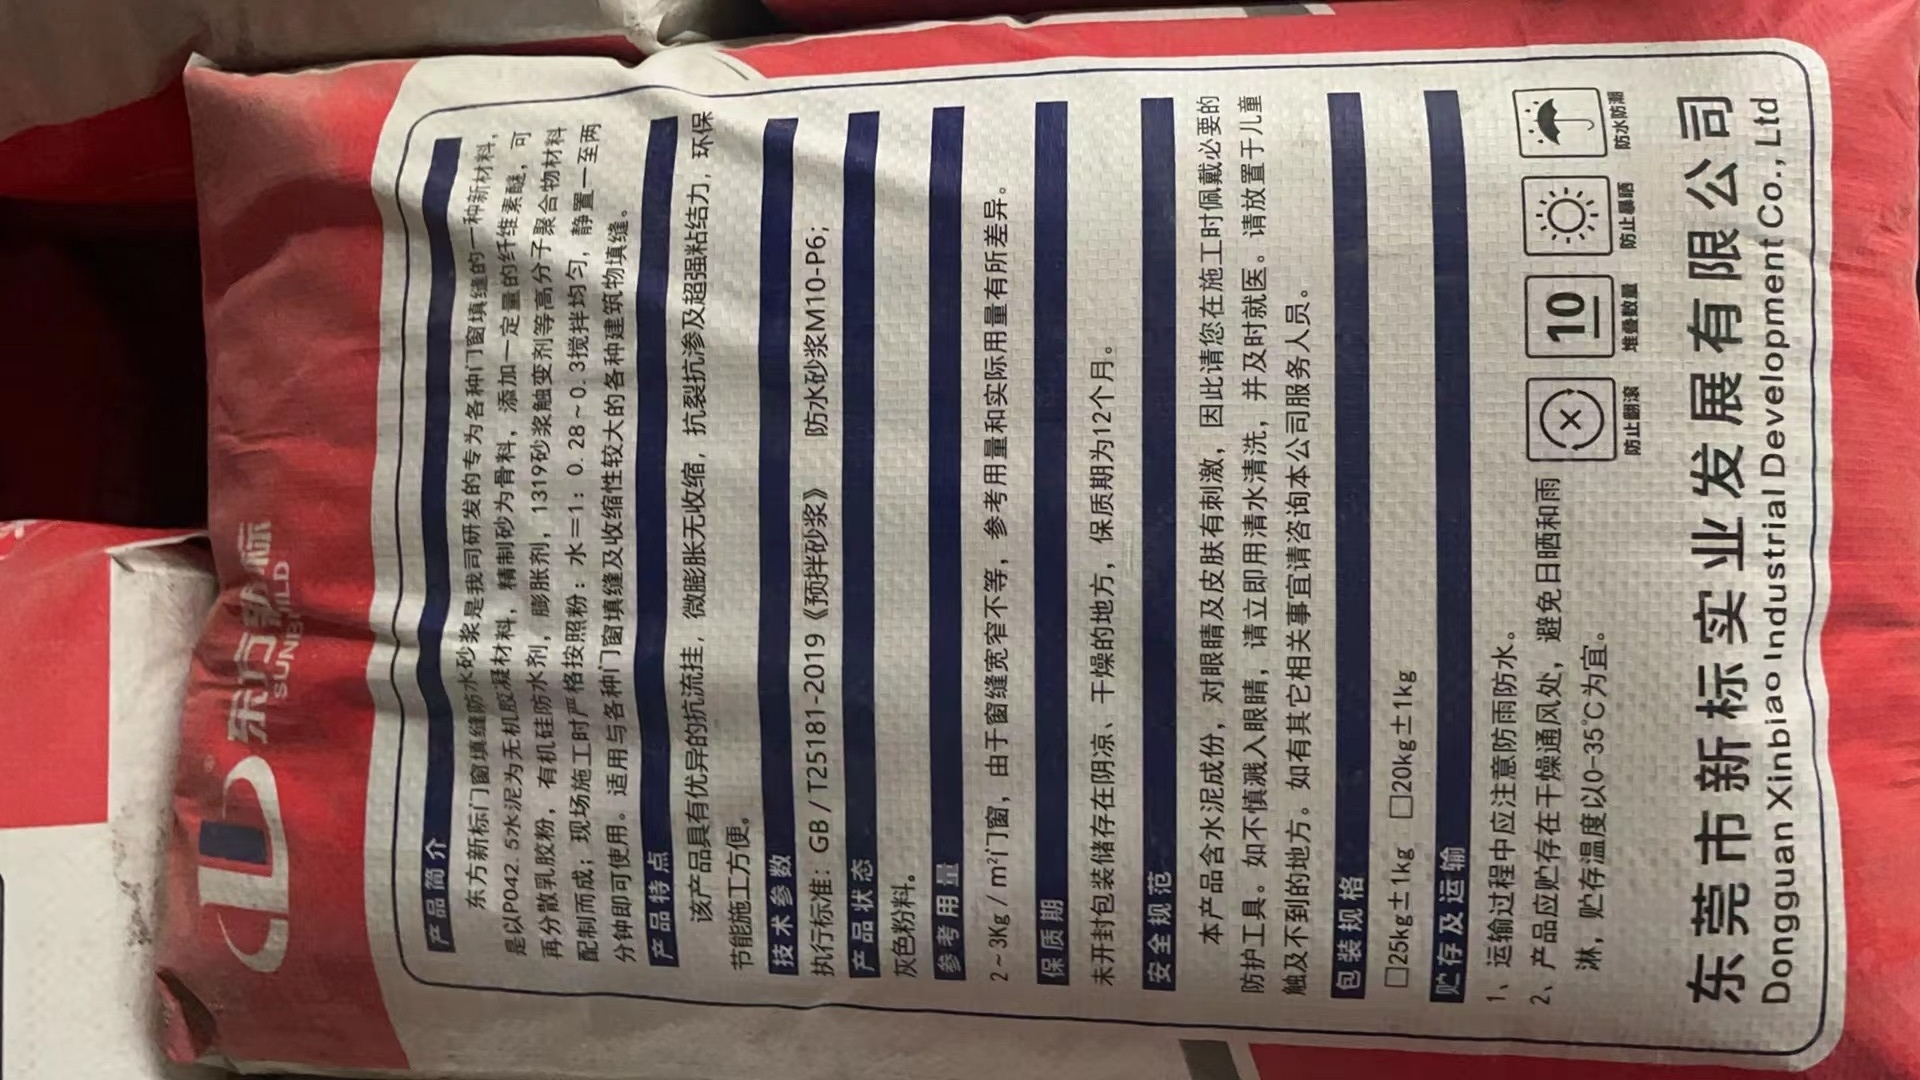 东方新标
SUNBUILD
产品简介
东方新标门窗填缝防水砂浆是我司研发的专为各种门窗填缝的一种新材料，
是以PO42.5水泥为无机胶凝材料，精制砂为骨料，添加一定量的纤维素醚，可
再分散乳胶粉，有机硅防水剂，膨胀剂，1319砂浆触变剂等高分子聚合物材料
配制而成；现场施工时严格按照粉：水＝1：0.28~0.3搅拌均匀，静置一至两
分钟即可使用。适用与各种门窗填缝及收缩性较大的各种建筑物填缝。
产品特点
该产品具有优异的抗流挂，微膨胀无收缩，抗裂抗渗及超强粘结力，环保
节能施工方便。
技术参数
执行标准：GB/T25181-2019《预拌砂浆》 防水砂浆M10-P6；
产品状态
灰色粉料。
参考用量
2~3Kg/m²门窗，由于窗缝宽窄不等，参考用量和实际用量有所差异。
保质期
未开封包装储存在阴凉、干燥的地方，保质期为12个月。
安全规范
本产品含水泥成份，对眼睛及皮肤有刺激，因此请您在施工时佩戴必要的
防护工具。如不慎溅入眼睛，请立即用清水清洗，并及时就医。请放置于儿童
触及不到的地方。如有其它相关事宜请咨询本公司服务人员。
包装规格
□25kg±1kg □20kg±1kg
贮存及运输
1、运输过程中应注意防雨防水。
2、产品应贮存在干燥通风处，避免日晒和雨
淋，贮存温度以0-35℃为宜。
防止翻滚
10
堆叠数量
防止暴晒
防水防潮
东莞市新标实业发展有限公司
Dongguan Xinbiao Industrial Development Co., Ltd